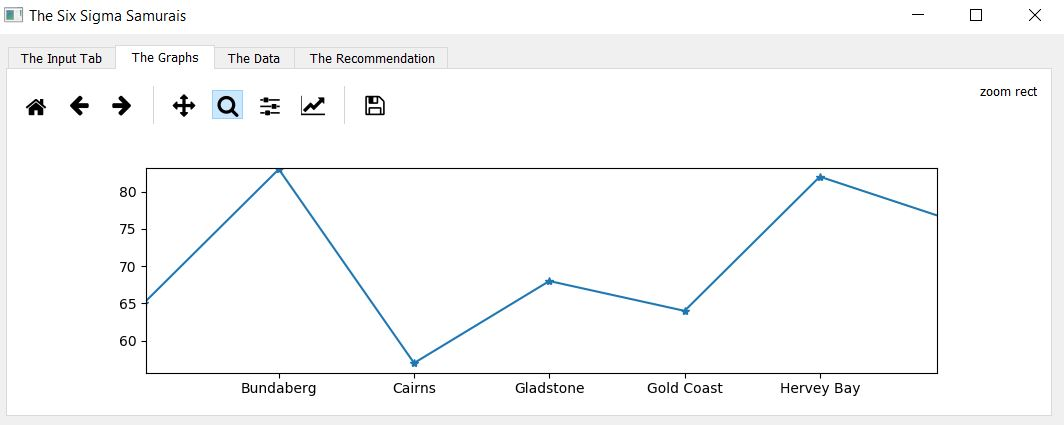 The Six Sigma Samurais
The Input Tab
The Graphs
The Data
The Recommendation
zoom rect
80
75
70
65
60
Bundaberg
Cairns
Gladstone
Gold Coast
Hervey Bay